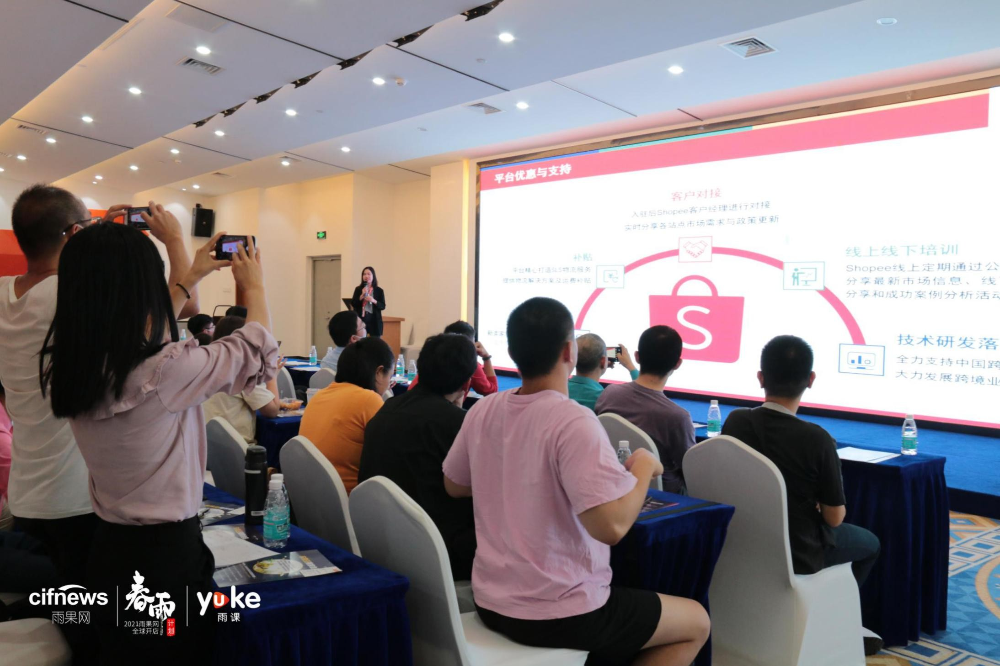 平台优惠与支持
客户对接
入驻后Shopee客户经理进行对接
实时分享各站点市场需求与政策更新
补贴
平台精心打造SLS物流服务
提供物流解决方案及运费补贴
线上线下培训
Shopee线上定期通过公
分享最新市场信息、线
分享和成功案例分析活动
新卖家
S
技术研发落
全力支持中国跨
大力发展跨境业
cifnews
雨果网
春雨
计划
2021雨果网
全球开店
yuke
雨课